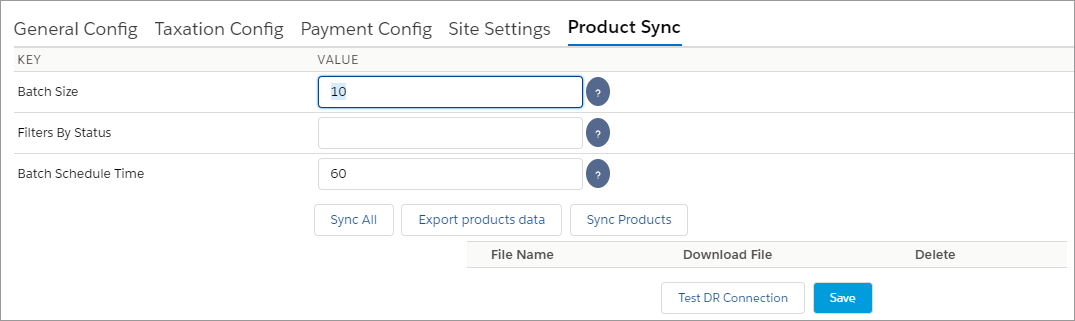 General Config Taxation Config Payment Config Site Settings Product Sync
KEY VALUE
Batch Size 10 ?
Filters By Status ?
Batch Schedule Time 60 ?
Sync All Export products data Sync Products
File Name Download File Delete
Test DR Connection Save